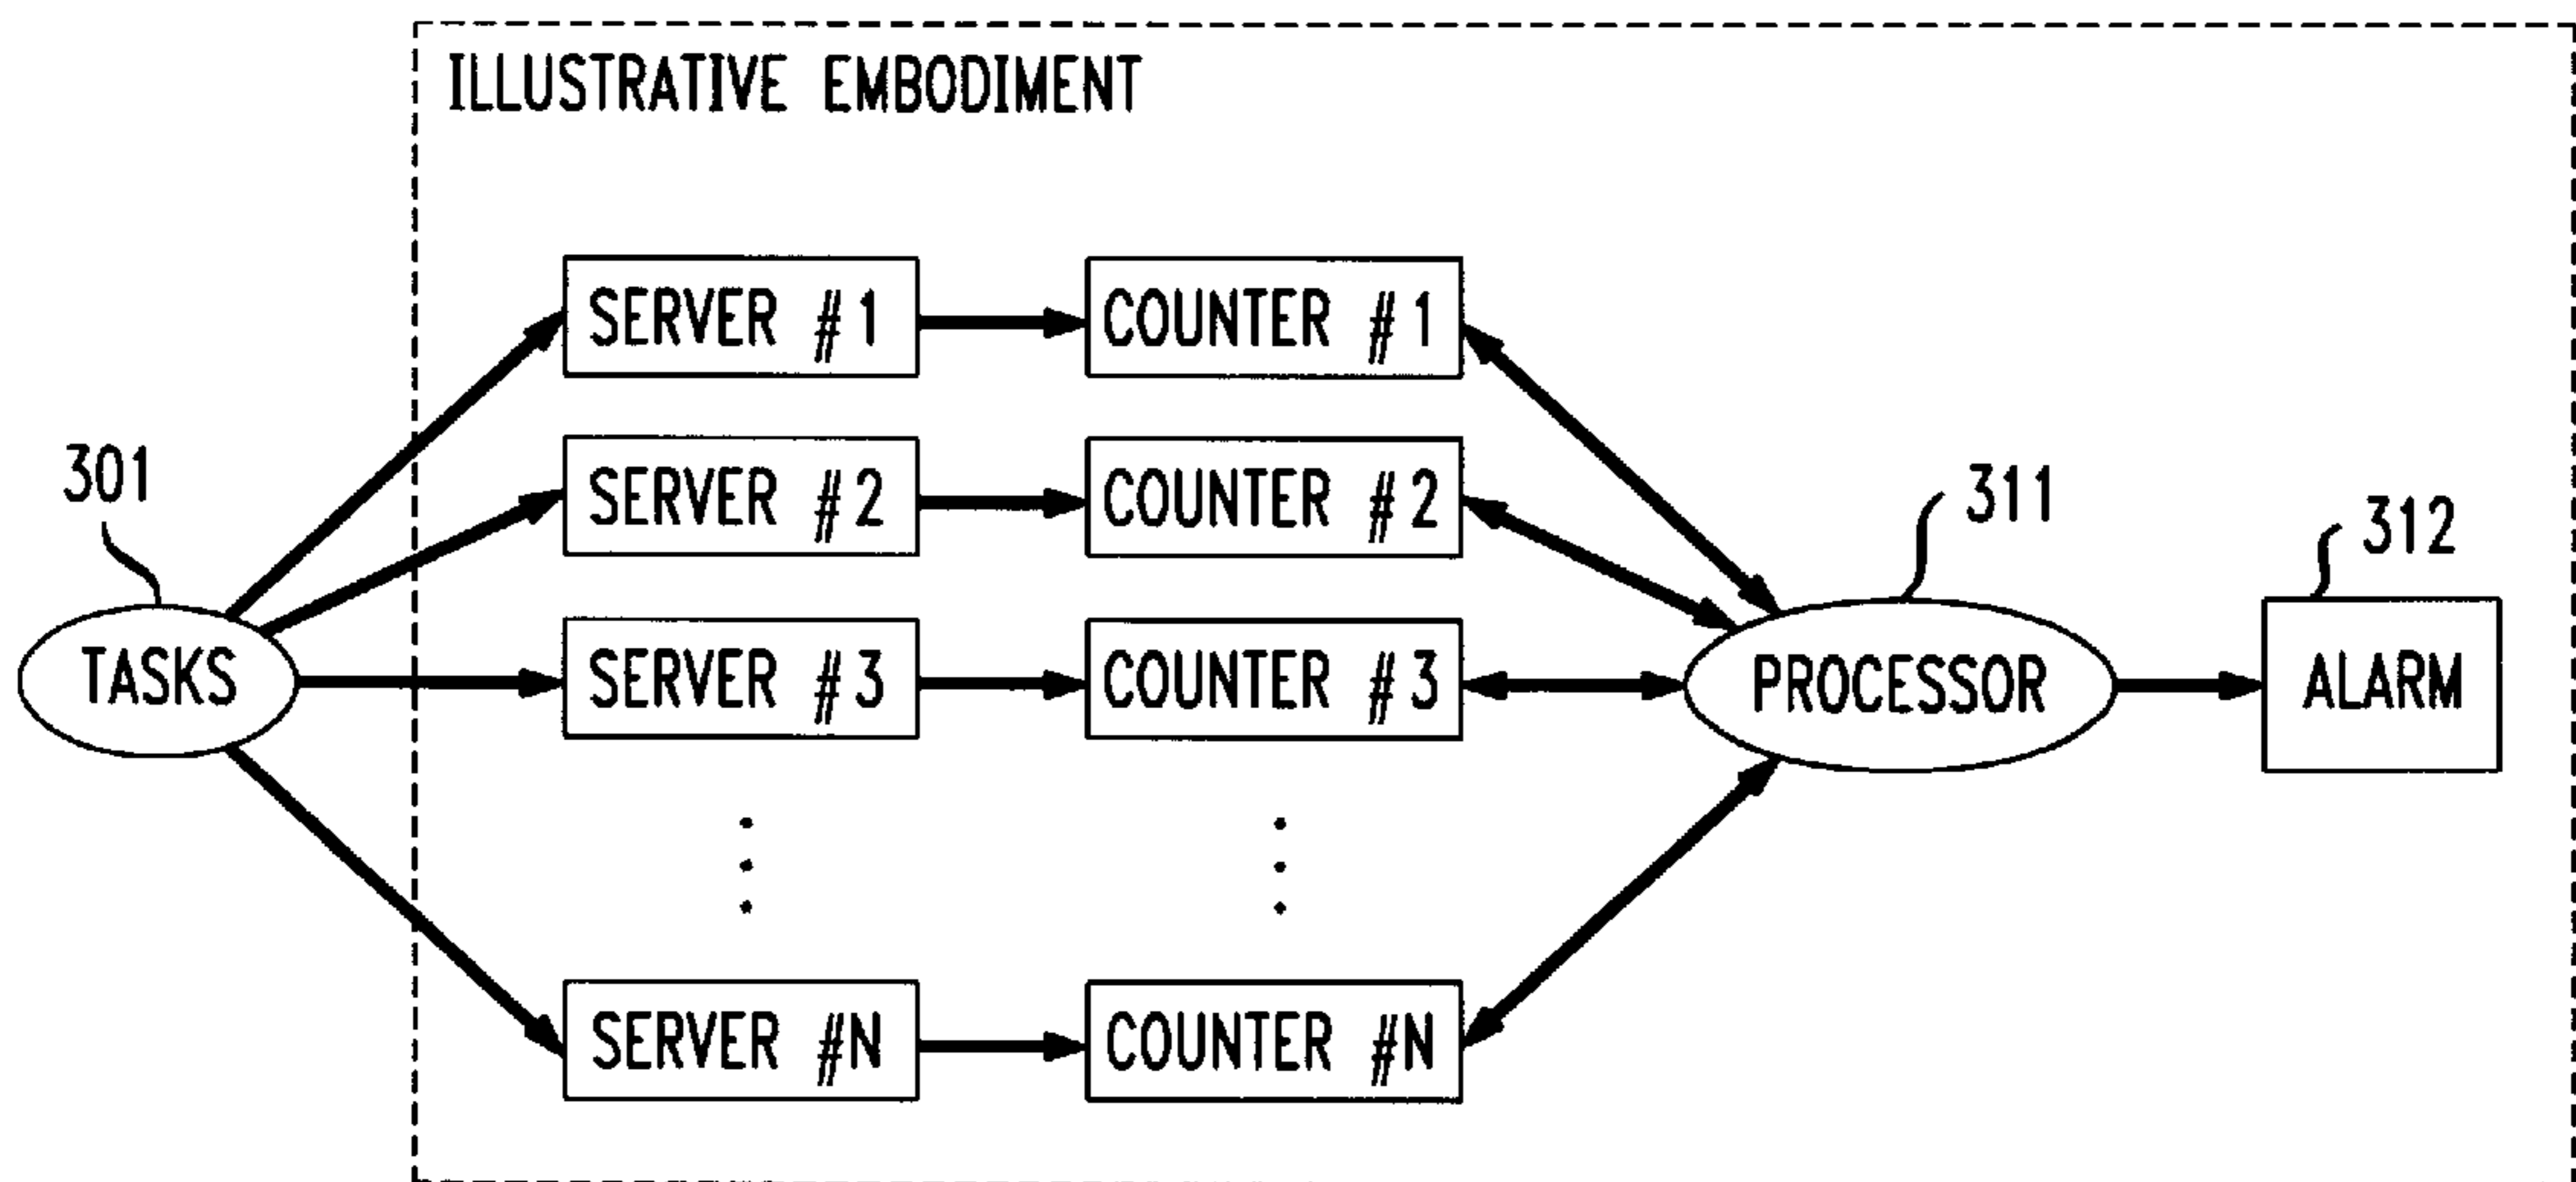 ILLUSTRATIVE EMBODIMENT
SERVER #1
COUNTER #1
301
SERVER #2
COUNTER #2
311
312
TASKS
SERVER #3
COUNTER #3
PROCESSOR
ALARM
SERVER #N
COUNTER #N